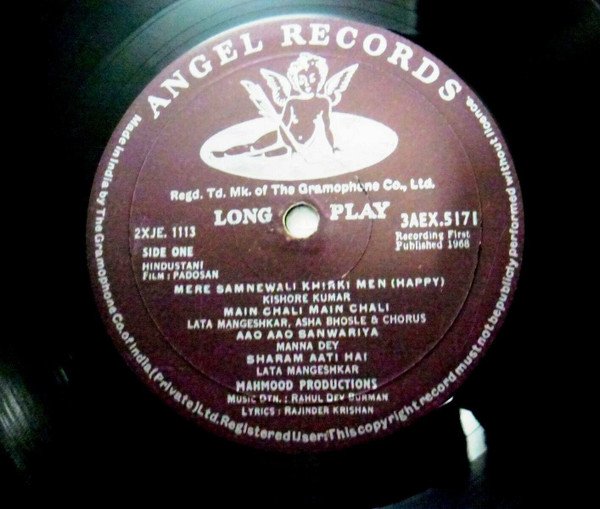 ANGEL RECORDS
Regd. Td. Mk. of The Gramophone Co., Ltd.
LONG PLAY
2XJE. 1113
3AEX.5171
SIDE ONE
Recording First
Published 1968
HINDUSTANI
FILM : PADOSAN
MERE SAMNEWALI KHIRKI MEN (HAPPY)
KISHORE KUMAR
MAIN CHALI MAIN CHALI
LATA MANGESHKAR, ASHA BHOSLE & CHORUS
AAO AAO SANWARIYA
MANNA DEY
SHARAM AATI HAI
LATA MANGESHKAR
MAHMOOD PRODUCTIONS
MUSIC DTN. : RAHUL DEV BURMAN
LYRICS : RAJINDER KRISHAN
Made in India by The Gramophone Co. of India (Private) Ltd. Registered User: This copyright record must not be publicly performed without licence.